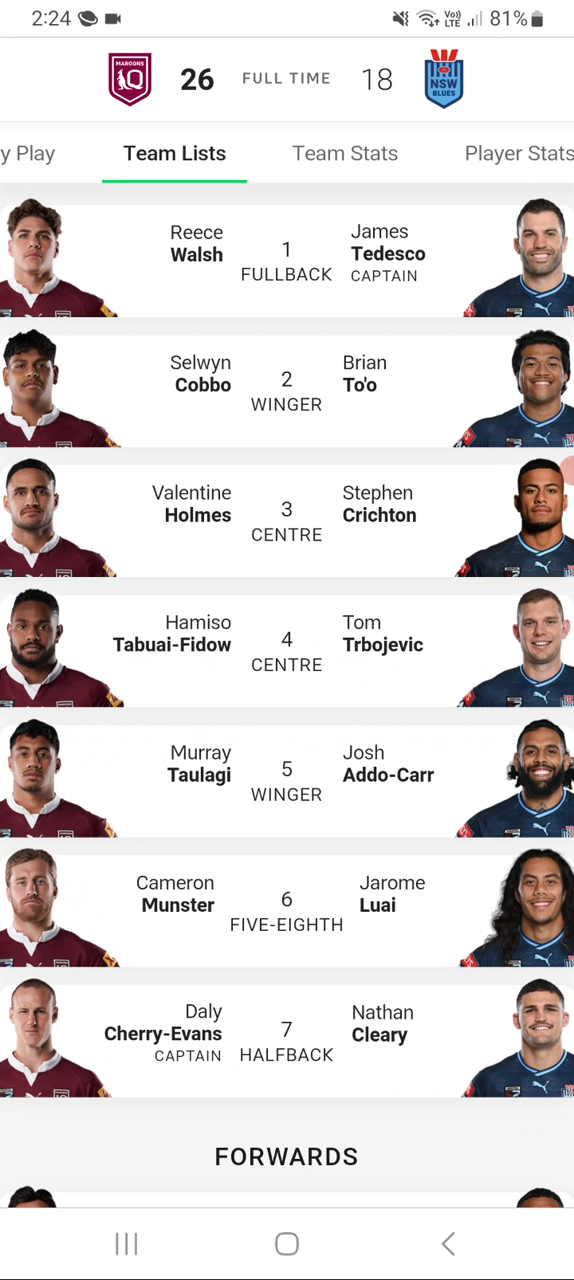 2:24 Vo)) LTE 81%
MAROONS Q 26 FULL TIME 18 NSW BLUES
y Play Team Lists Team Stats Player Stats
Reece Walsh
1
FULLBACK
James Tedesco
CAPTAIN
Selwyn Cobbo
2
WINGER
Brian To'o
Valentine Holmes
3
CENTRE
Stephen Crichton
Hamiso Tabuai-Fidow
4
CENTRE
Tom Trbojevic
Murray Taulagi
5
WINGER
Josh Addo-Carr
Cameron Munster
6
FIVE-EIGHTH
Jarome Luai
Daly Cherry-Evans
CAPTAIN
7
HALFBACK
Nathan Cleary
FORWARDS